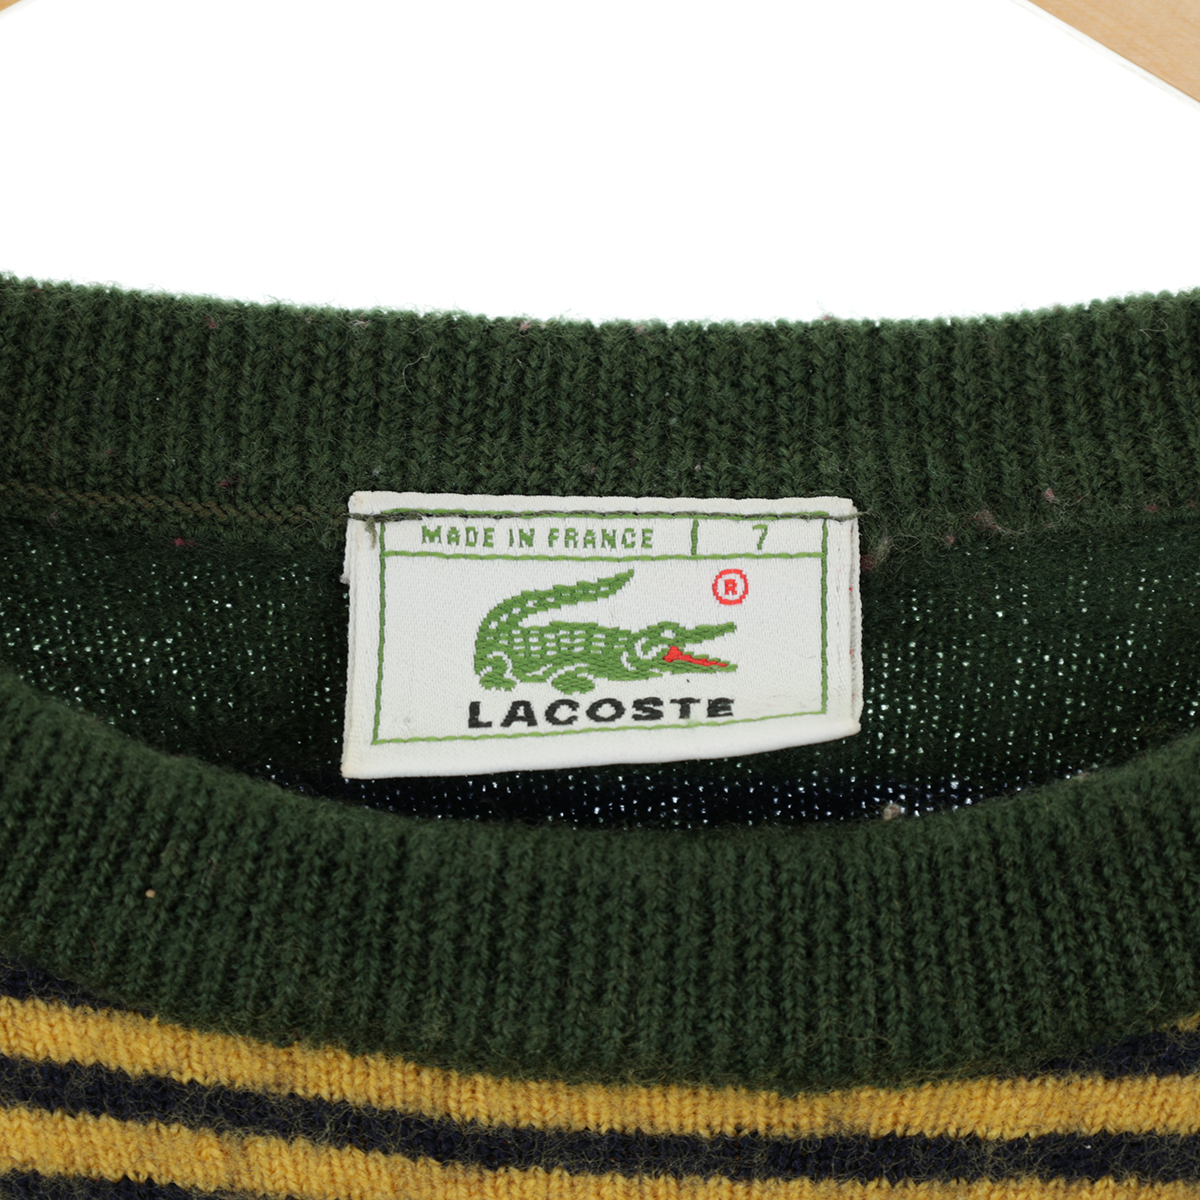 MADE IN FRANCE | 7
®
LACOSTE